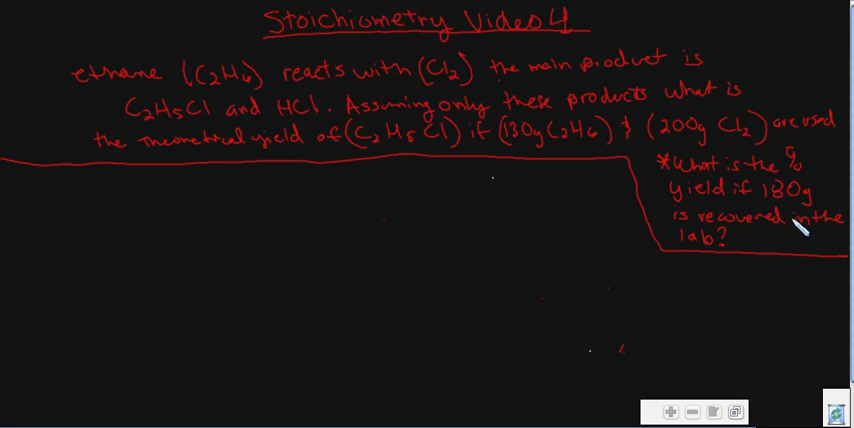 Stoichiometry Video 4
ethane (C2H6) reacts with (Cl2) the main product is
C2H5Cl and HCl. Assuming only these products what is
the theoretical yield of (C2H5Cl) if (130g C2H6) & (200g Cl2) are used
*What is the %
yield if 180g
is recovered in the
lab?